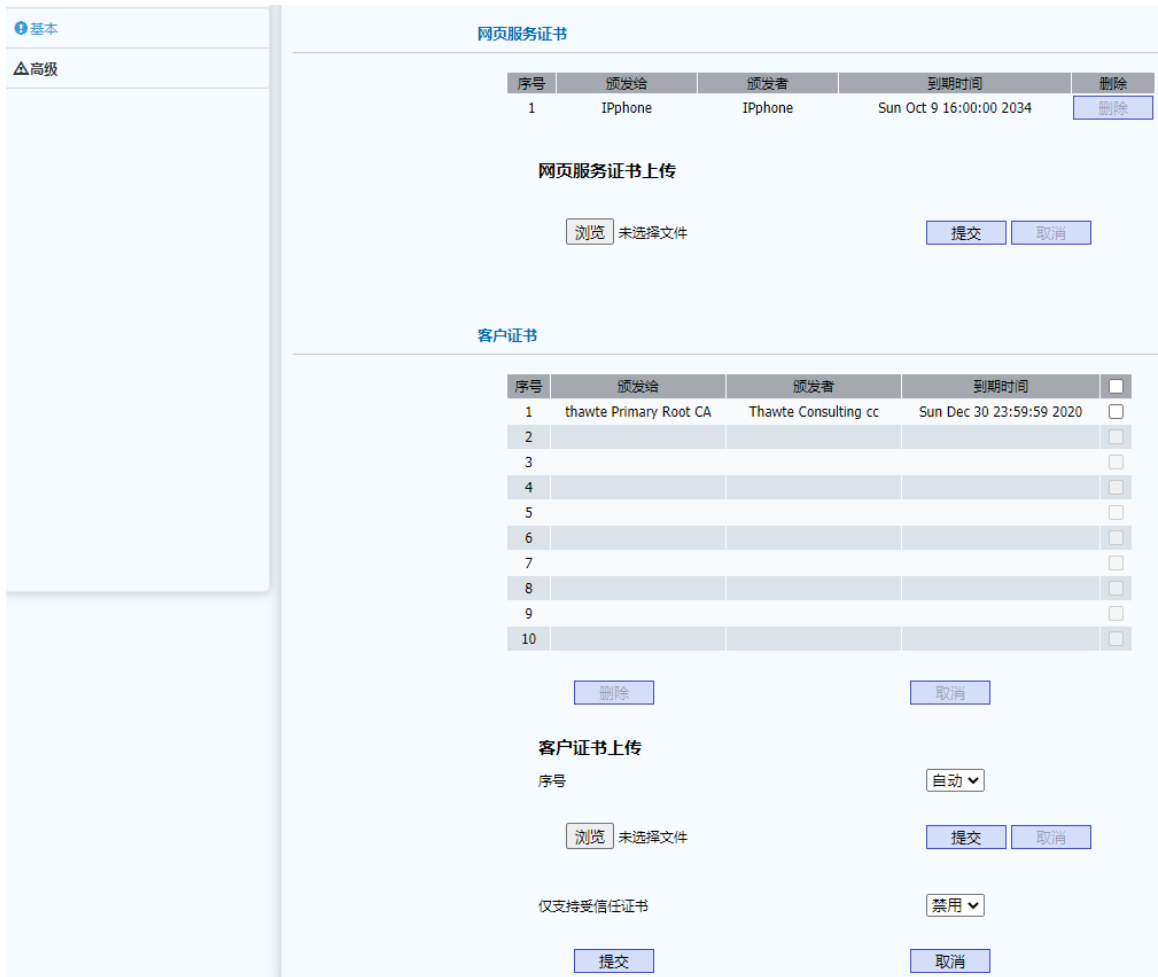 基本
高级
网页服务证书
序号 颁发给 颁发者 到期时间 删除
1 IPphone IPphone Sun Oct 9 16:00:00 2034 删除
网页服务证书上传
浏览 未选择文件 提交 取消
客户证书
序号 颁发给 颁发者 到期时间
1 thawte Primary Root CA Thawte Consulting cc Sun Dec 30 23:59:59 2020
2
3
4
5
6
7
8
9
10
删除 取消
客户证书上传
序号 自动
浏览 未选择文件 提交 取消
仅支持受信任证书 禁用
提交 取消